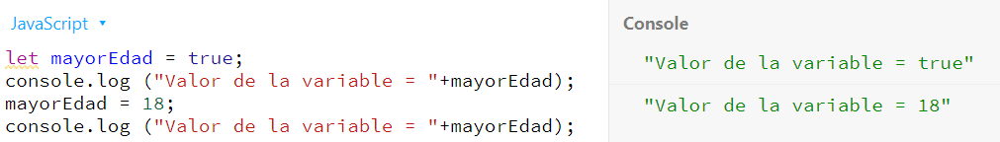 JavaScript
let mayorEdad = true;
console.log ("Valor de la variable = "+mayorEdad);
mayorEdad = 18;
console.log ("Valor de la variable = "+mayorEdad);
Console
"Valor de la variable = true"
"Valor de la variable = 18"